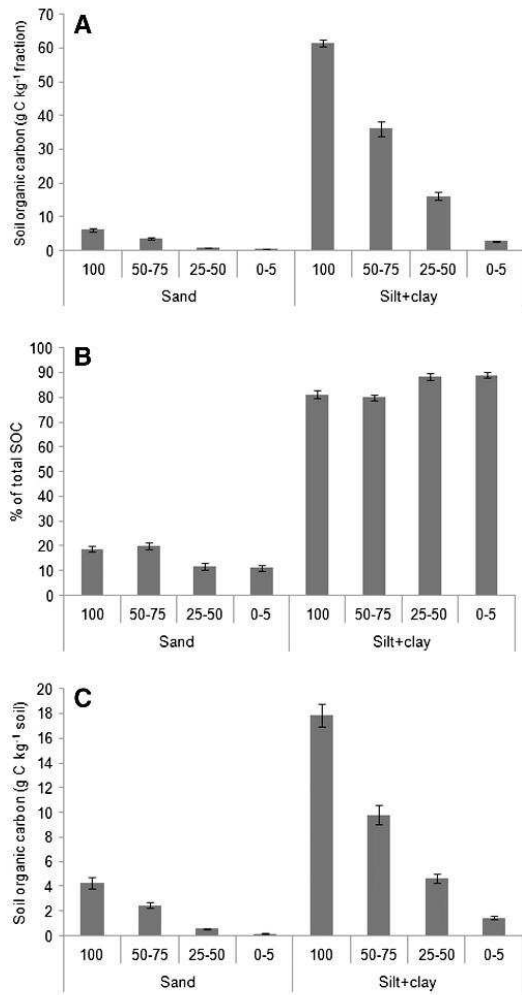 A
Soil organic carbon (g C kg⁻¹ fraction)
70
60
50
40
30
20
10
0
100 50-75 25-50 0-5 100 50-75 25-50 0-5
Sand Silt+clay
B
% of total SOC
100
90
80
70
60
50
40
30
20
10
0
100 50-75 25-50 0-5 100 50-75 25-50 0-5
Sand Silt+clay
C
Soil organic carbon (g C kg⁻¹ soil)
20
18
16
14
12
10
8
6
4
2
0
100 50-75 25-50 0-5 100 50-75 25-50 0-5
Sand Silt+clay